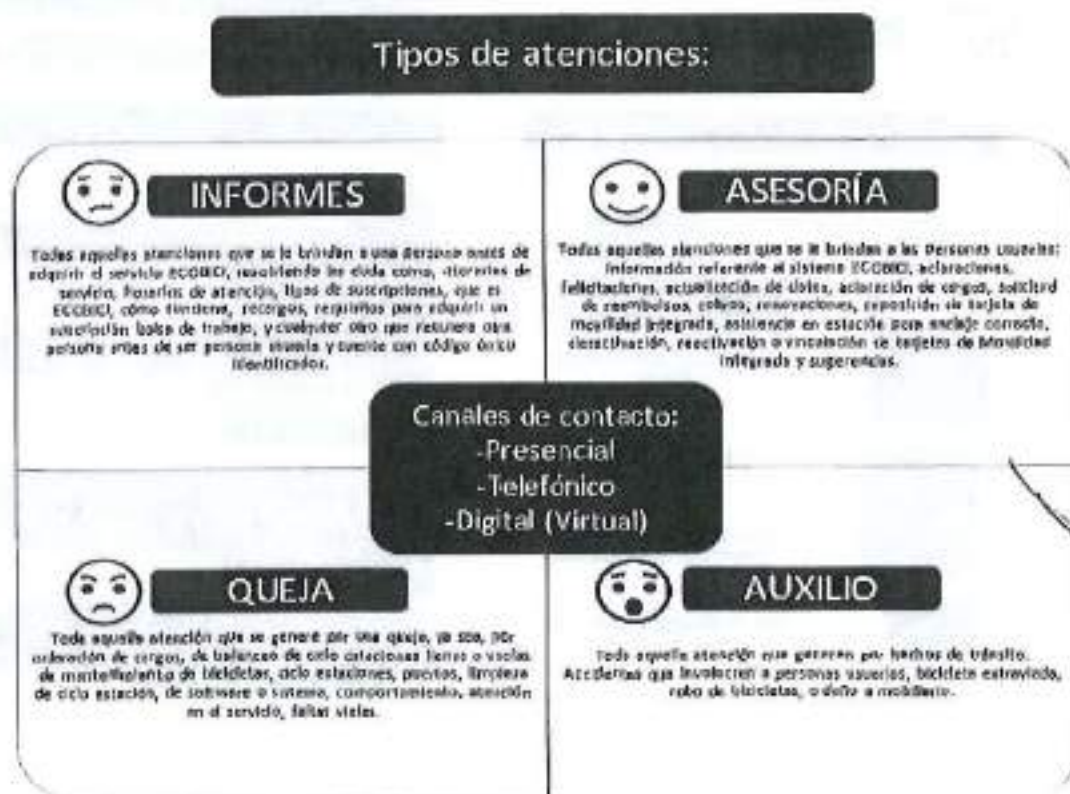 Tipos de atenciones:
INFORMES
Todas aquellas atenciones que se le brindan a una persona antes de
adquirir el servicio ECOBICI, resolviendo las duda como, de
servicio, horarios de atención, tipos de suscripciones, que es
ECOBICI, cómo funciona, recargos, requisitos para adquirir un
suscripción bolsa de trabajo, y cualquier otro que requiera una
persona antes de ser persona usuaria y cuente con código único
identificador.
ASESORÍA
Todas aquellas atenciones que se le brindan a las Personas usuarias:
Información referente al sistema ECOBICI, aclaraciones,
felicitaciones, actualización de datos, aclaración de cargos, solicitud
de reembolsos, cobros, renovaciones, reposición de tarjeta de
movilidad integrada, asistencia en estación para anclaje correcto,
desactivación, reactivación o vinculación de tarjetas de Movilidad
Integrada y sugerencias.
Canales de contacto:
-Presencial
-Telefónico
-Digital (Virtual)
QUEJA
Toda aquella atención que se genere por una queja, ya sea, por
aclaración de cargos, de balanceo de ciclo estaciones llenas o vacías
de mantenimiento de bicicletas, ciclo estaciones, puertos, limpieza
de ciclo estación, de software o sistema, comportamiento, atención
en el servicio, faltas viales.
AUXILIO
Toda aquella atención que generen por hechos de tránsito.
Accidentes que involucren a personas usuarias, bicicleta extraviada,
robo de bicicletas, o daño a mobiliario.